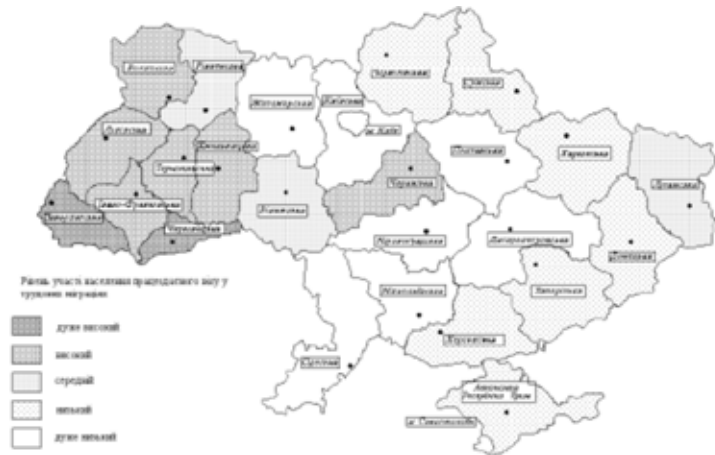 Волинська
Рівненська
Житомирська
Київська
м. Київ
Чернігівська
Сумська
Львівська
Тернопільська
Хмельницька
Черкаська
Полтавська
Харківська
Луганська
Закарпатська
Івано-Франківська
Чернівецька
Вінницька
Кіровоградська
Дніпропетровська
Донецька
Запорізька
Миколаївська
Херсонська
Одеська
Автономна
Республіка Крим
м. Севастополь
Рівень участі населення працездатного віку у
трудових міграціях
дуже високий
високий
середній
низький
дуже низький